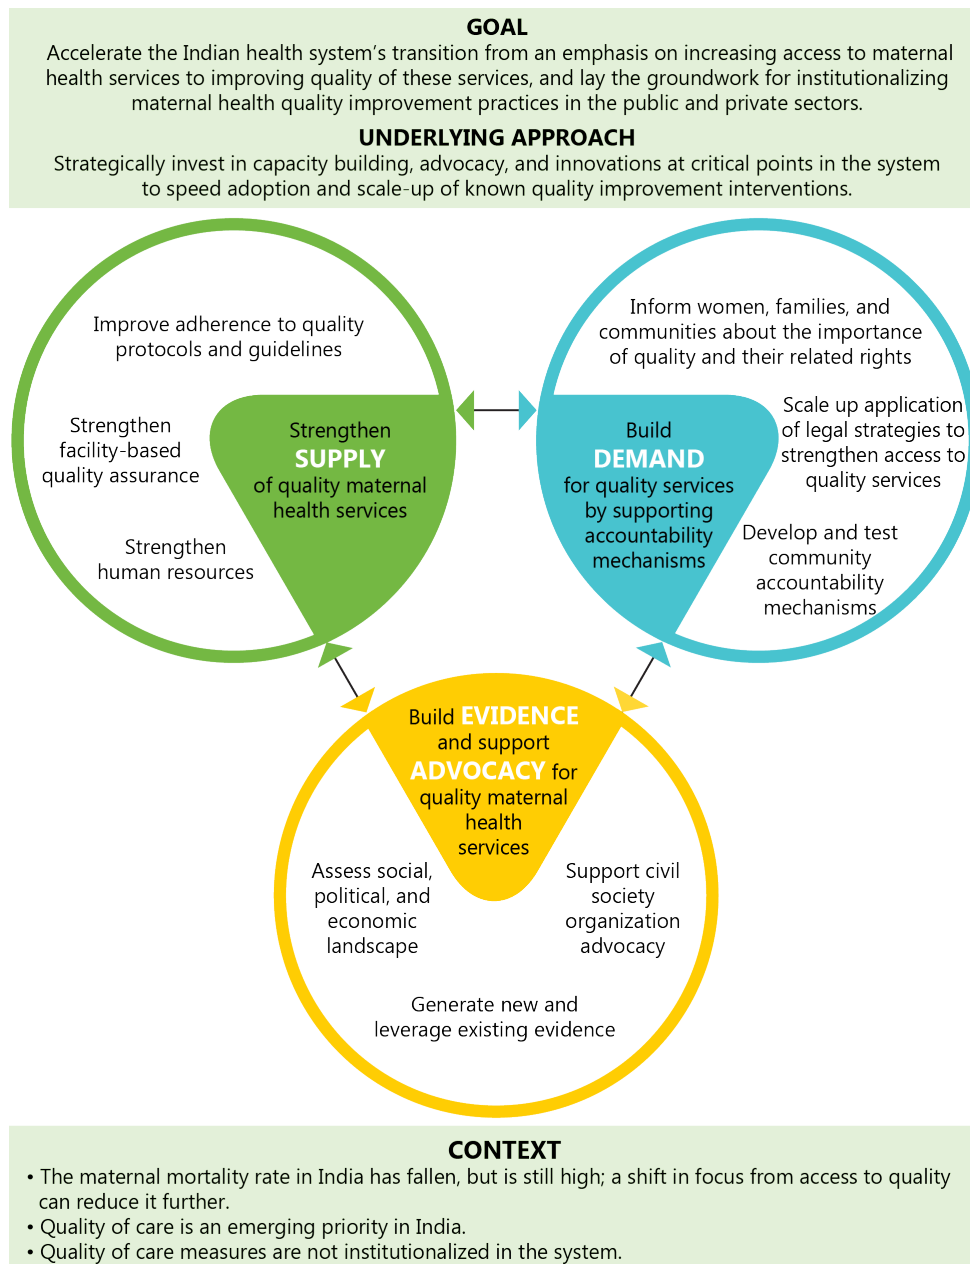 GOAL
Accelerate the Indian health system's transition from an emphasis on increasing access to maternal
health services to improving quality of these services, and lay the groundwork for institutionalizing
maternal health quality improvement practices in the public and private sectors.
UNDERLYING APPROACH
Strategically invest in capacity building, advocacy, and innovations at critical points in the system
to speed adoption and scale-up of known quality improvement interventions.
Improve adherence to quality
protocols and guidelines
Strengthen
facility-based
quality assurance
Strengthen
human resources
Strengthen
SUPPLY
of quality maternal
health services
Inform women, families, and
communities about the importance
of quality and their related rights
Build
DEMAND
for quality services
by supporting
accountability
mechanisms
Scale up application
of legal strategies to
strengthen access to
quality services
Develop and test
community
accountability
mechanisms
Build EVIDENCE
and support
ADVOCACY for
quality maternal
health
services
Assess social,
political, and
economic
landscape
Support civil
society
organization
advocacy
Generate new and
leverage existing evidence
CONTEXT
• The maternal mortality rate in India has fallen, but is still high; a shift in focus from access to quality
can reduce it further.
• Quality of care is an emerging priority in India.
• Quality of care measures are not institutionalized in the system.